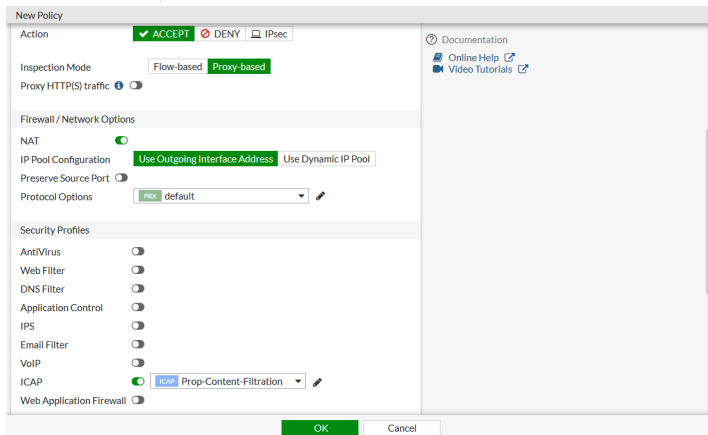 New Policy
Action ACCEPT DENY IPsec
Inspection Mode Flow-based Proxy-based
Proxy HTTP(S) traffic
Firewall / Network Options
NAT
IP Pool Configuration Use Outgoing Interface Address Use Dynamic IP Pool
Preserve Source Port
Protocol Options PRX default
Security Profiles
AntiVirus
Web Filter
DNS Filter
Application Control
IPS
Email Filter
VoIP
ICAP ICAP Prop-Content-Filtration
Web Application Firewall
Documentation
Online Help
Video Tutorials
OK Cancel